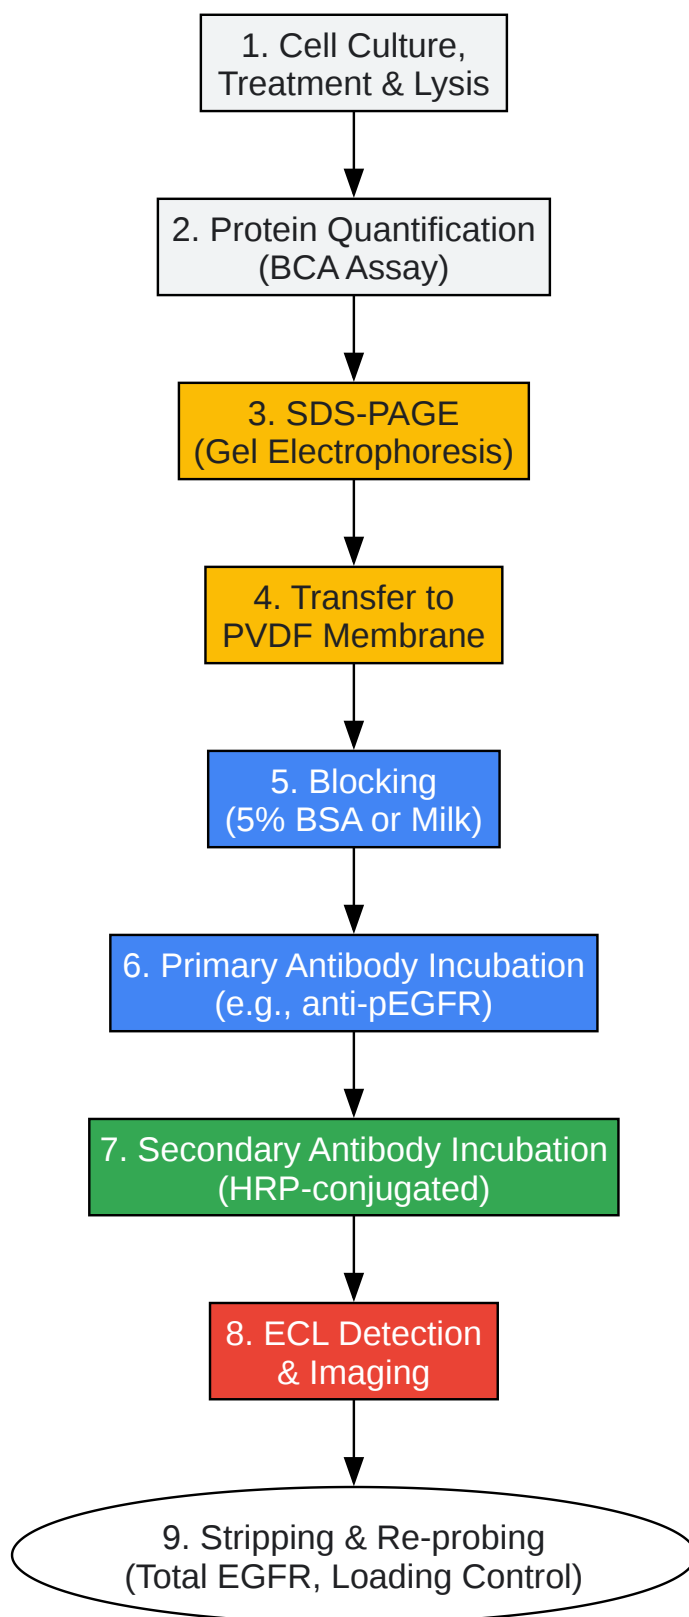 1. Cell Culture,
Treatment & Lysis
2. Protein Quantification
(BCA Assay)
3. SDS-PAGE
(Gel Electrophoresis)
4. Transfer to
PVDF Membrane
5. Blocking
(5% BSA or Milk)
6. Primary Antibody Incubation
(e.g., anti-pEGFR)
7. Secondary Antibody Incubation
(HRP-conjugated)
8. ECL Detection
& Imaging
9. Stripping & Re-probing
(Total EGFR, Loading Control)